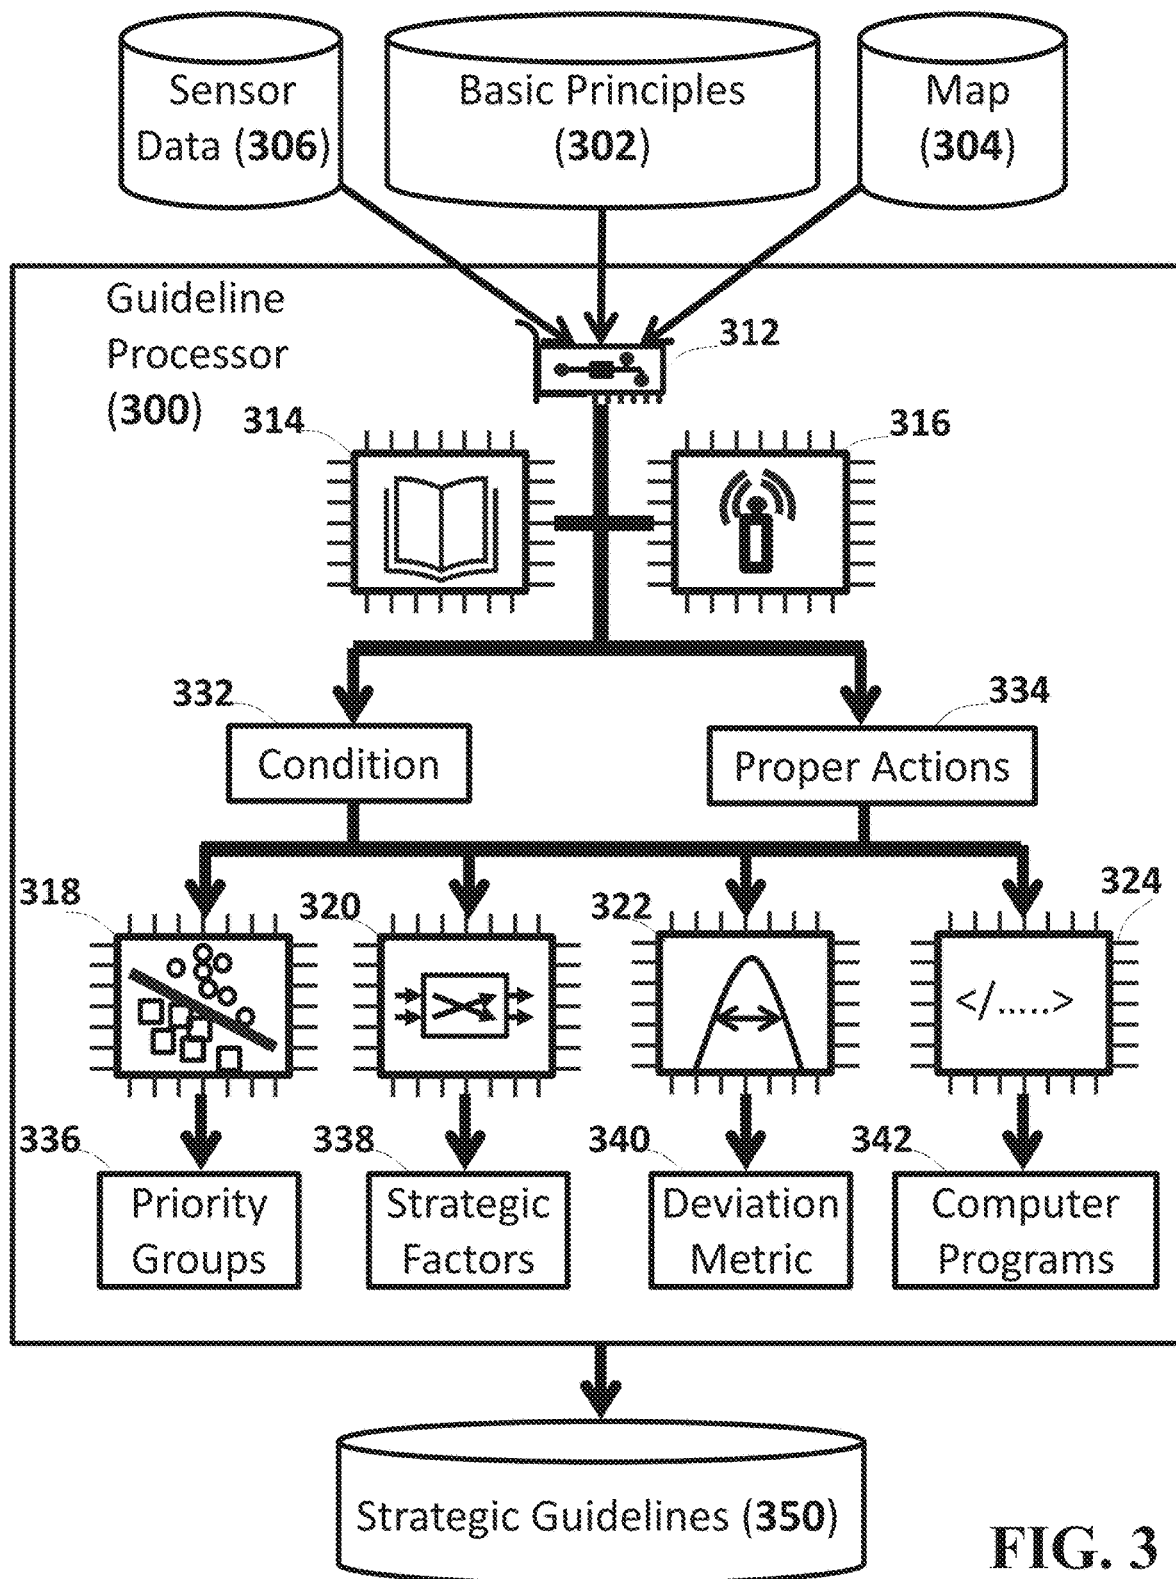 Sensor
Data (306)
Basic Principles
(302)
Map
(304)
Guideline
Processor
(300)
312
314
316
332
334
Condition
Proper Actions
318
320
322
324
</.....>
336
338
340
342
Priority
Groups
Strategic
Factors
Deviation
Metric
Computer
Programs
Strategic Guidelines (350)
FIG. 3